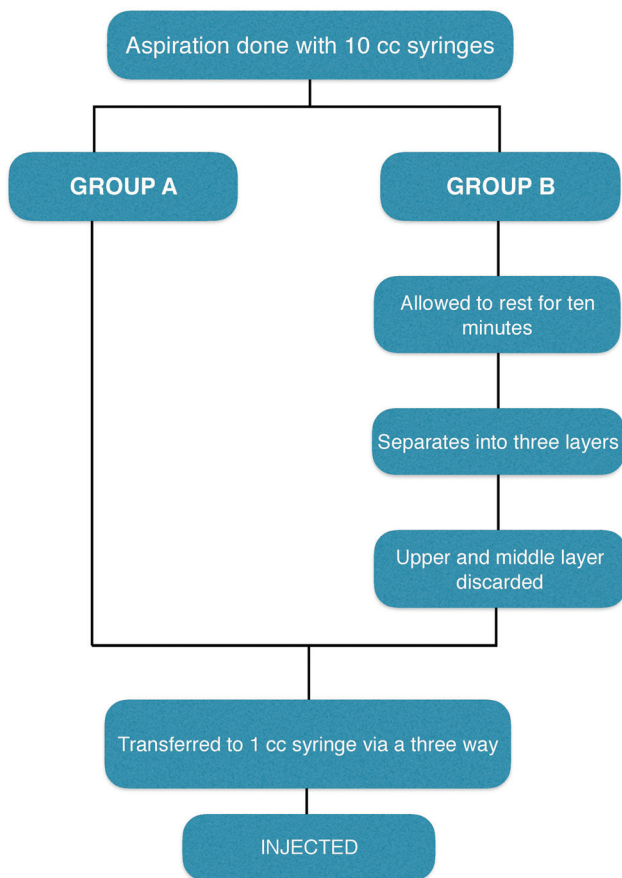 Aspiration done with 10 cc syringes
GROUP A
GROUP B
Allowed to rest for ten
minutes
Separates into three layers
Upper and middle layer
discarded
Transferred to 1 cc syringe via a three way
INJECTED